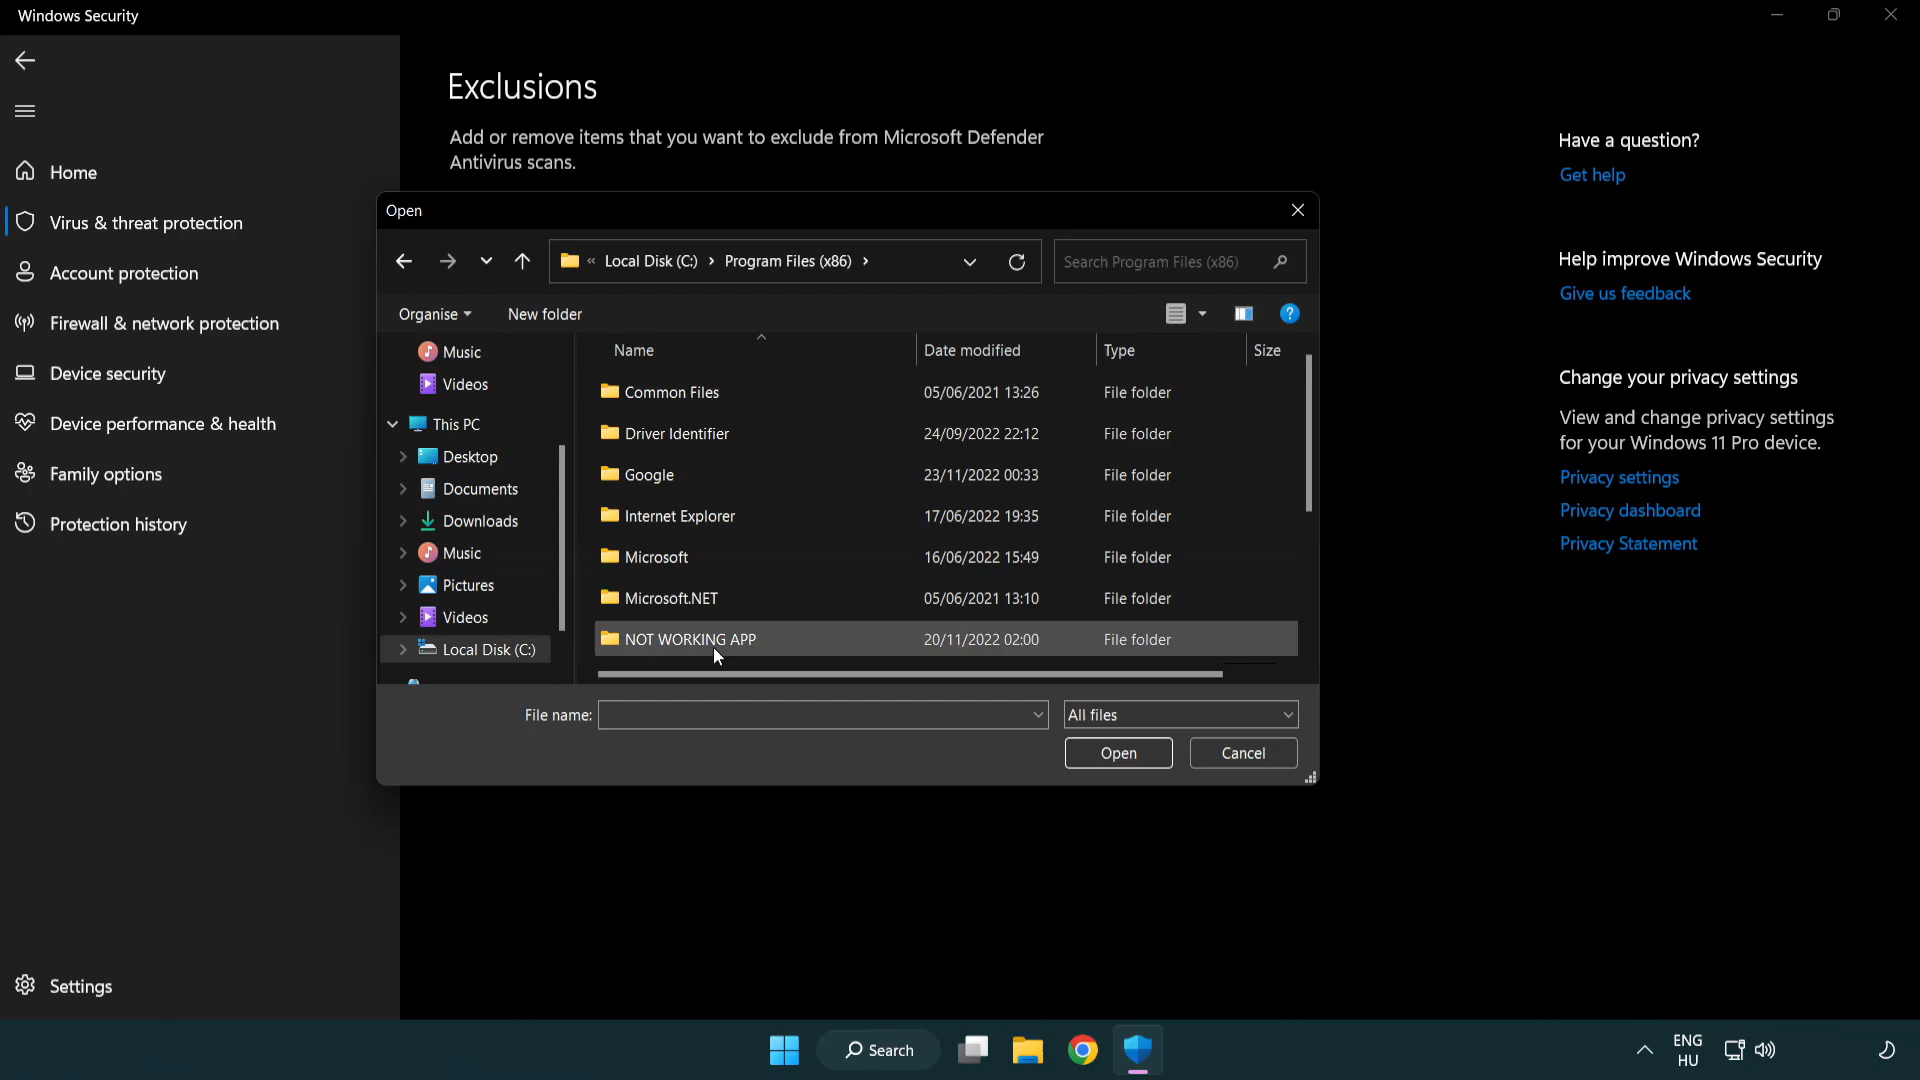 Windows Security
Home
Virus & threat protection
Account protection
Firewall & network protection
Device security
Device performance & health
Family options
Protection history
Settings
Exclusions
Add or remove items that you want to exclude from Microsoft Defender
Antivirus scans.
Open
« Local Disk (C:) > Program Files (x86) >
Search Program Files (x86)
Organise
New folder
Music
Videos
This PC
Desktop
Documents
Downloads
Music
Pictures
Videos
Local Disk (C:)
Name Date modified Type Size
Common Files 05/06/2021 13:26 File folder
Driver Identifier 24/09/2022 22:12 File folder
Google 23/11/2022 00:33 File folder
Internet Explorer 17/06/2022 19:35 File folder
Microsoft 16/06/2022 15:49 File folder
Microsoft.NET 05/06/2021 13:10 File folder
NOT WORKING APP 20/11/2022 02:00 File folder
File name:
All files
Open
Cancel
Have a question?
Get help
Help improve Windows Security
Give us feedback
Change your privacy settings
View and change privacy settings
for your Windows 11 Pro device.
Privacy settings
Privacy dashboard
Privacy Statement
Search
ENG
HU